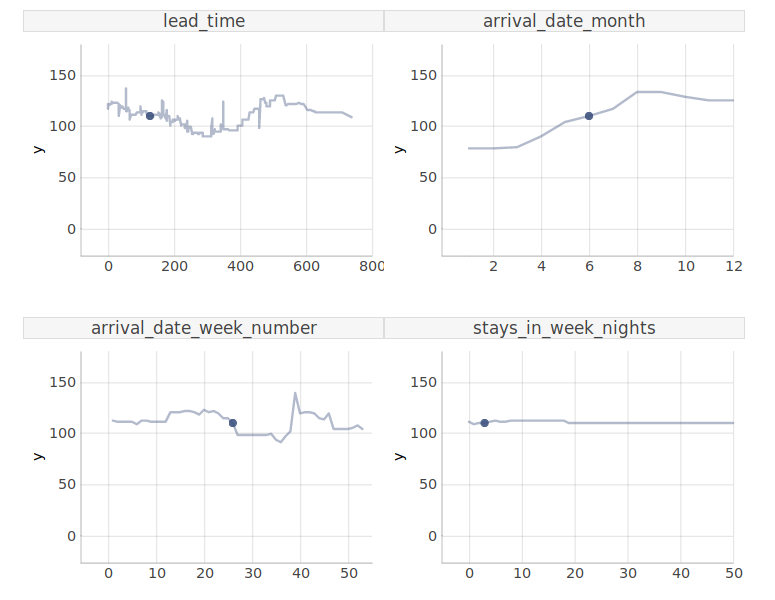 lead_time
arrival_date_month
150
100
50
0
y
0 200 400 600 800
150
100
50
0
y
2 4 6 8 10 12
arrival_date_week_number
stays_in_week_nights
150
100
50
0
y
0 10 20 30 40 50
150
100
50
0
y
0 10 20 30 40 50